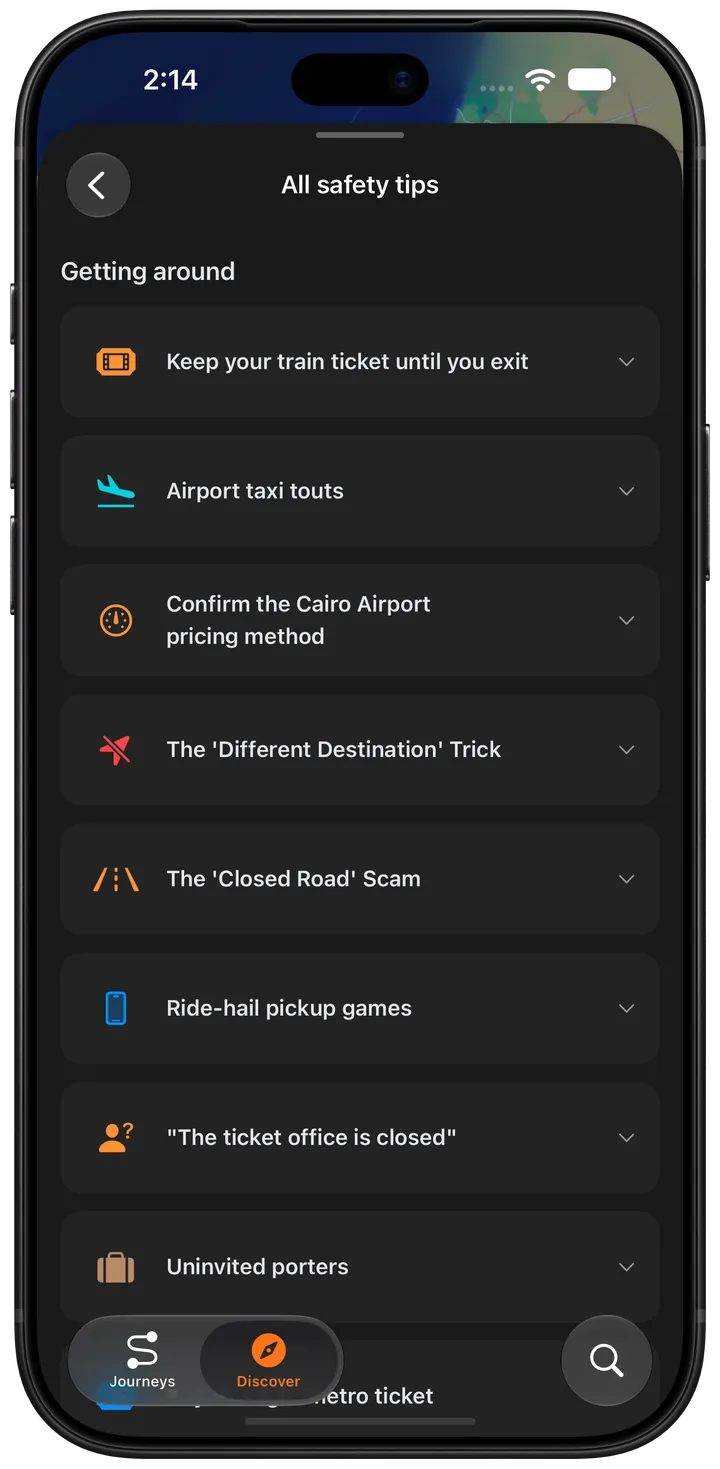 2:14
All safety tips
Getting around
Keep your train ticket until you exit
Airport taxi touts
Confirm the Cairo Airport
pricing method
The 'Different Destination' Trick
The 'Closed Road' Scam
Ride-hail pickup games
"The ticket office is closed"
Uninvited porters
ticket
Journeys
Discover